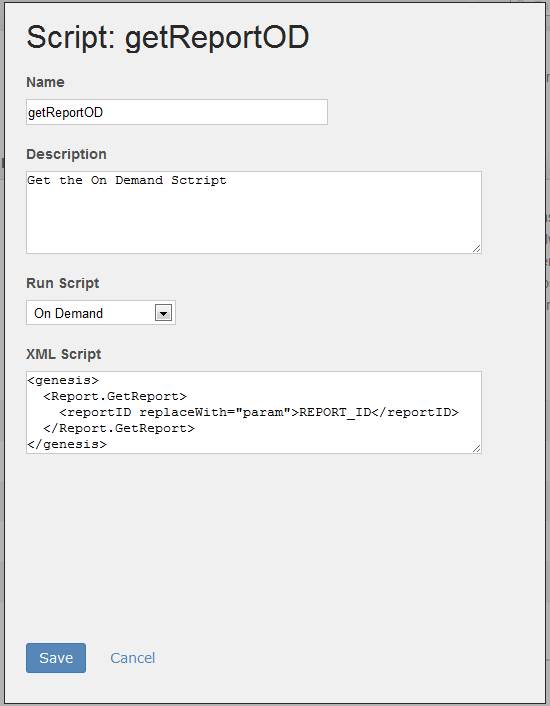 Script: getReportOD
Name
getReportOD
Description
Get the On Demand Sctript
Run Script
On Demand
XML Script
<genesis>
  <Report.GetReport>
    <reportID replaceWith="param">REPORT_ID</reportID>
  </Report.GetReport>
</genesis>
Save Cancel